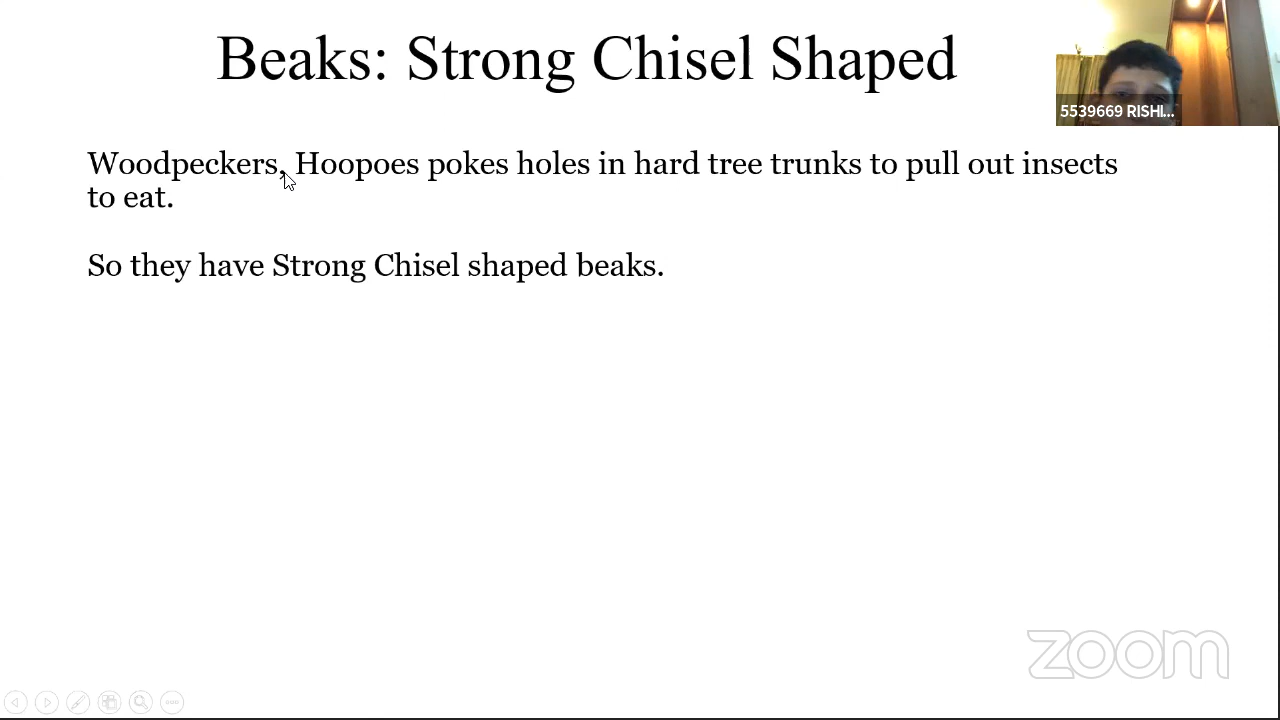 Beaks: Strong Chisel Shaped
5539669 RISHI...
Woodpeckers, Hoopoes pokes holes in hard tree trunks to pull out insects
to eat.
So they have Strong Chisel shaped beaks.
zoom